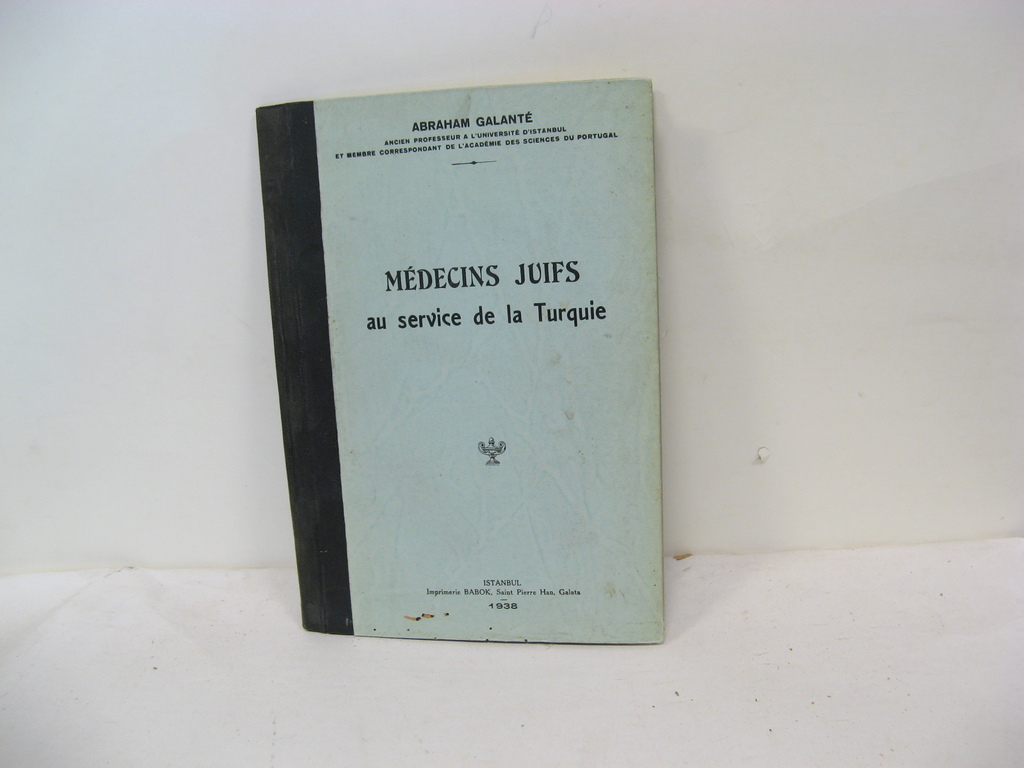 ABRAHAM GALANTÉ
ANCIEN PROFESSEUR A L'UNIVERSITÉ D'ISTANBUL
ET MEMBRE CORRESPONDANT DE L'ACADÉMIE DES SCIENCES DU PORTUGAL
MÉDECINS JUIFS
au service de la Turquie
ISTANBUL
Imprimerie BABOK, Saint Pierre Han, Galata
1938